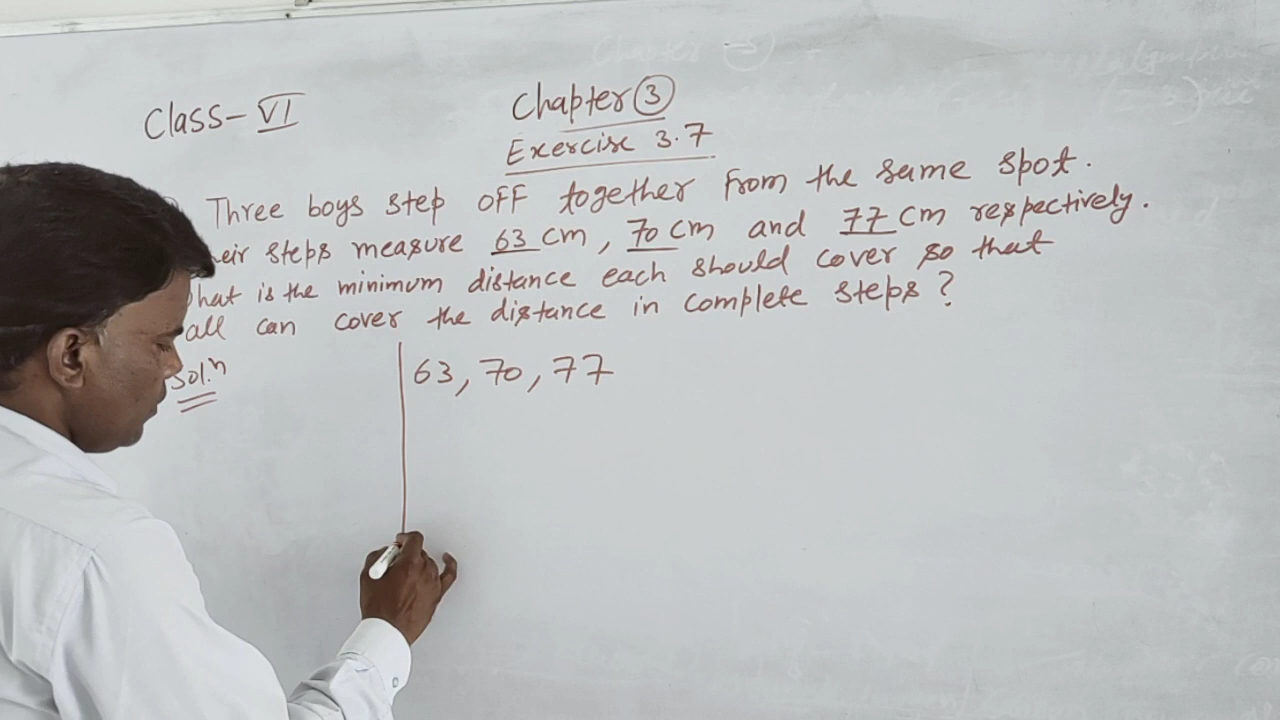 Class- VI
Chapter 3
Exercise 3.7
Three boys step off together from the same spot.
eir steps measure 63 cm, 70 cm and 77 cm respectively.
hat is the minimum distance each should cover so that
all can cover the distance in complete steps?
Sol.n
63, 70, 77